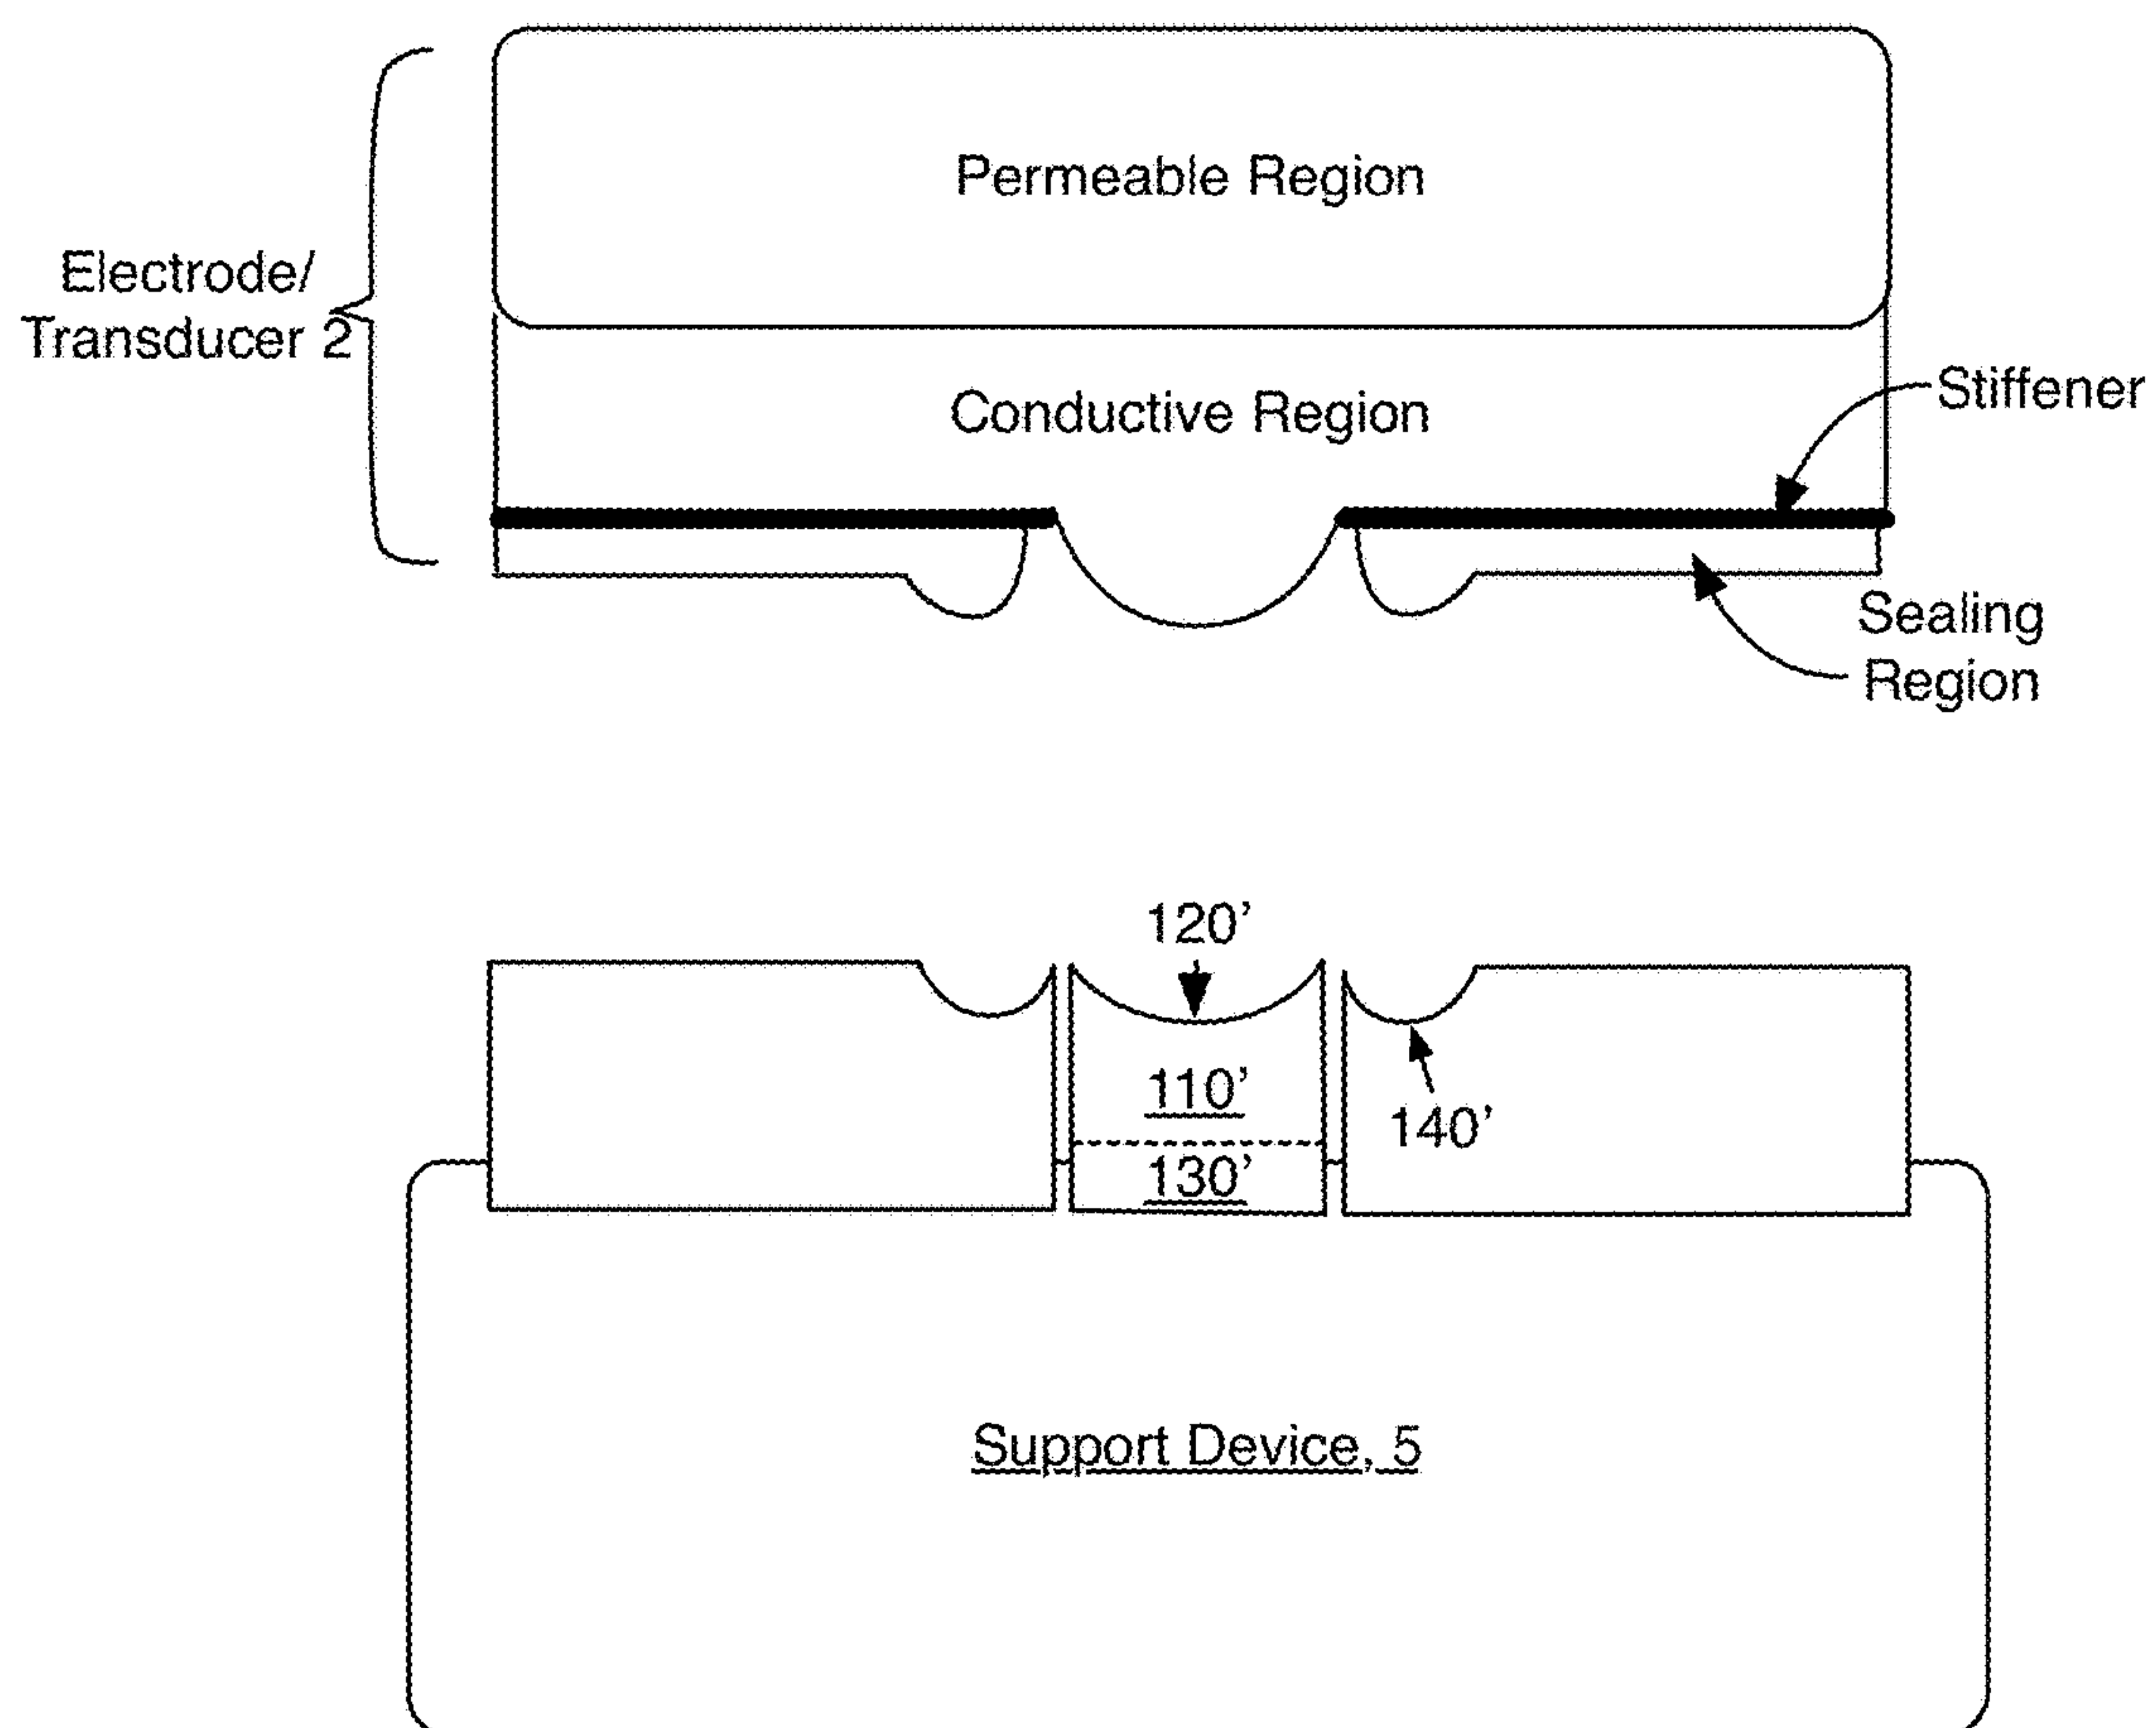 Permeable Region
Electrode/
Transducer 2
Conductive Region
Stiffener
Sealing
Region
120’
110’
140’
130’
Support Device, 5